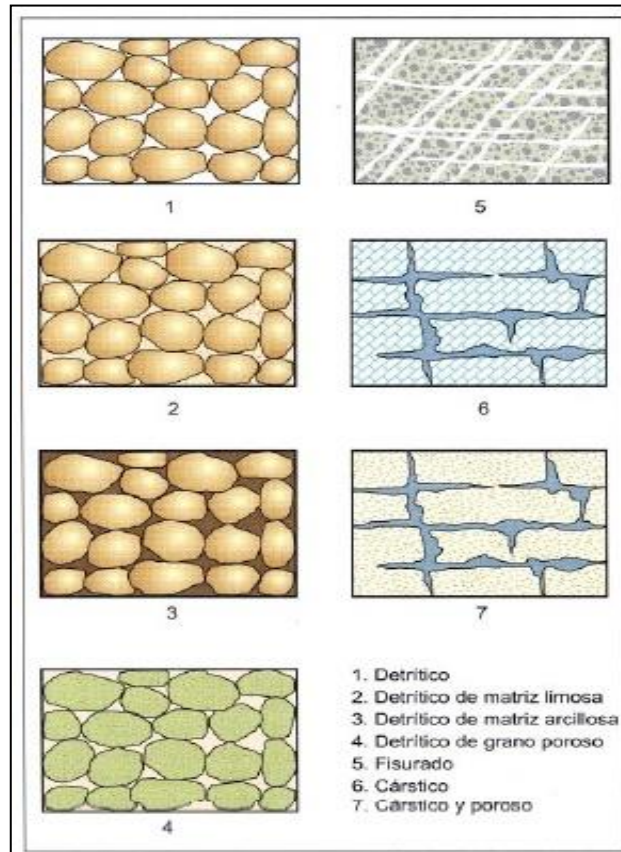 1
5
2
6
3
7
4
1. Detrítico
2. Detrítico de matriz limosa
3. Detrítico de matriz arcillosa
4. Detrítico de grano poroso
5. Fisurado
6. Cárstico
7. Cárstico y poroso